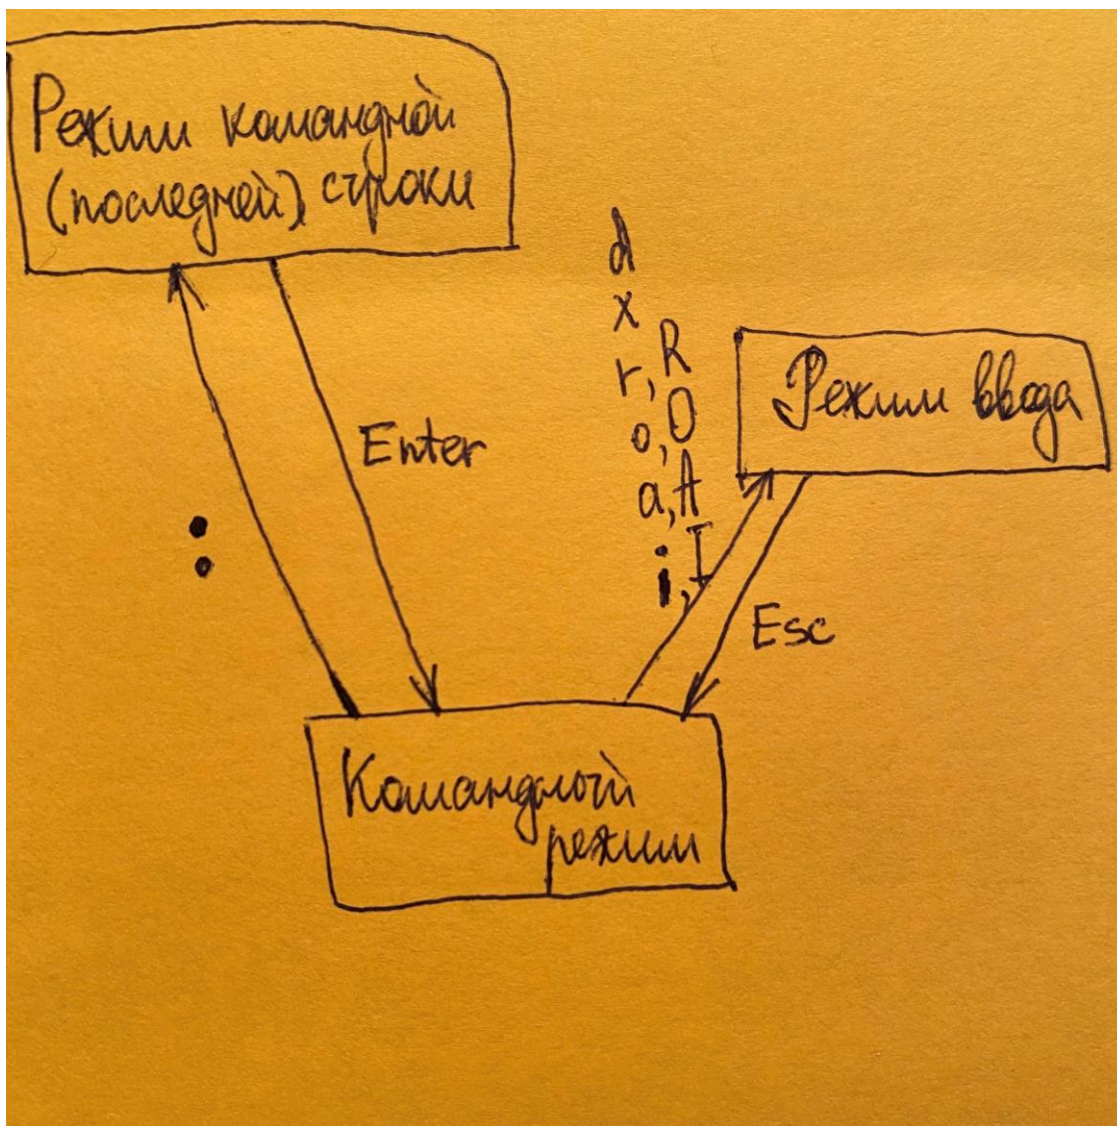 Режим командной
(последней) строки
d
x
r, R
o, O
a, A
i, I
Режим ввода
Enter
:
Esc
Командный
режим